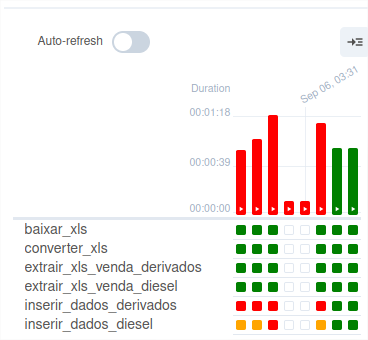 Auto-refresh
Sep 06, 03:31
Duration
00:01:18
00:00:39
00:00:00
baixar_xls
converter_xls
extrair_xls_venda_derivados
extrair_xls_venda_diesel
inserir_dados_derivados
inserir_dados_diesel